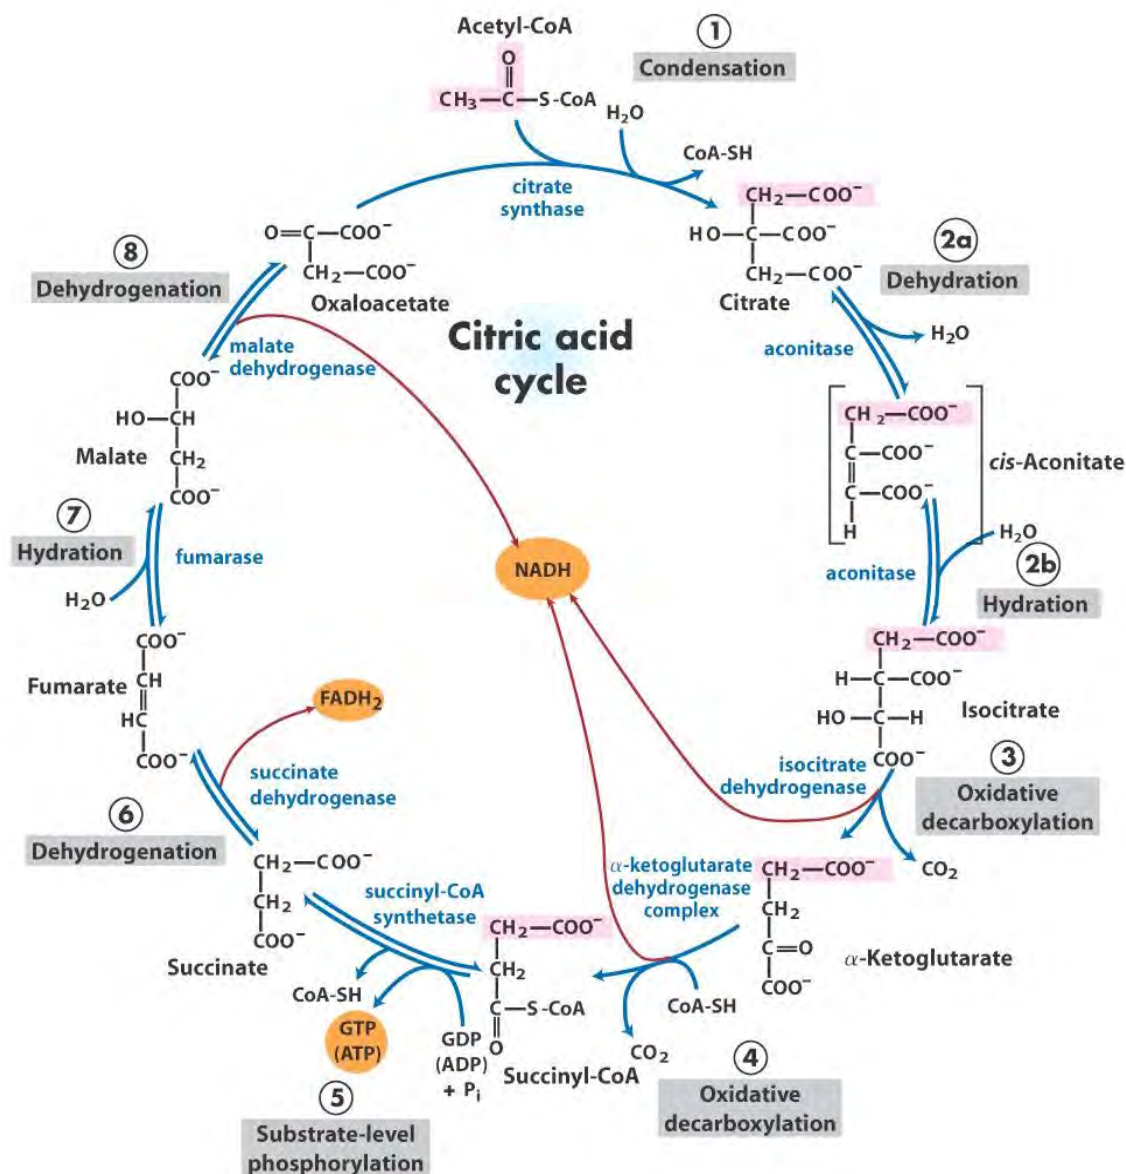 Acetyl-CoA
O
CH₃—C—S-CoA
①
Condensation
H₂O
CoA-SH
citrate
synthase
CH₂—COO⁻
HO—C—COO⁻
CH₂—COO⁻
Citrate
2a
Dehydration
H₂O
aconitase
⑧
Dehydrogenation
O=C—COO⁻
CH₂—COO⁻
Oxaloacetate
malate
dehydrogenase
Citric acid
cycle
CH₂—COO⁻
C—COO⁻
C—COO⁻
H
cis-Aconitate
COO⁻
HO—CH
CH₂
COO⁻
Malate
⑦
Hydration
fumarase
H₂O
NADH
aconitase
H₂O
2b
Hydration
CH₂—COO⁻
H—C—COO⁻
HO—C—H
COO⁻
Isocitrate
COO⁻
CH
HC
COO⁻
Fumarate
FADH₂
succinate
dehydrogenase
⑥
Dehydrogenation
isocitrate
dehydrogenase
③
Oxidative
decarboxylation
CO₂
CH₂—COO⁻
CH₂
COO⁻
Succinate
succinyl-CoA
synthetase
α-ketoglutarate
dehydrogenase
complex
CH₂—COO⁻
CH₂
C=O
COO⁻
α-Ketoglutarate
CH₂—COO⁻
CH₂
C—S-CoA
O
Succinyl-CoA
CoA-SH
GTP
(ATP)
GDP
(ADP)
+ Pᵢ
CoA-SH
CO₂
⑤
Substrate-level
phosphorylation
④
Oxidative
decarboxylation